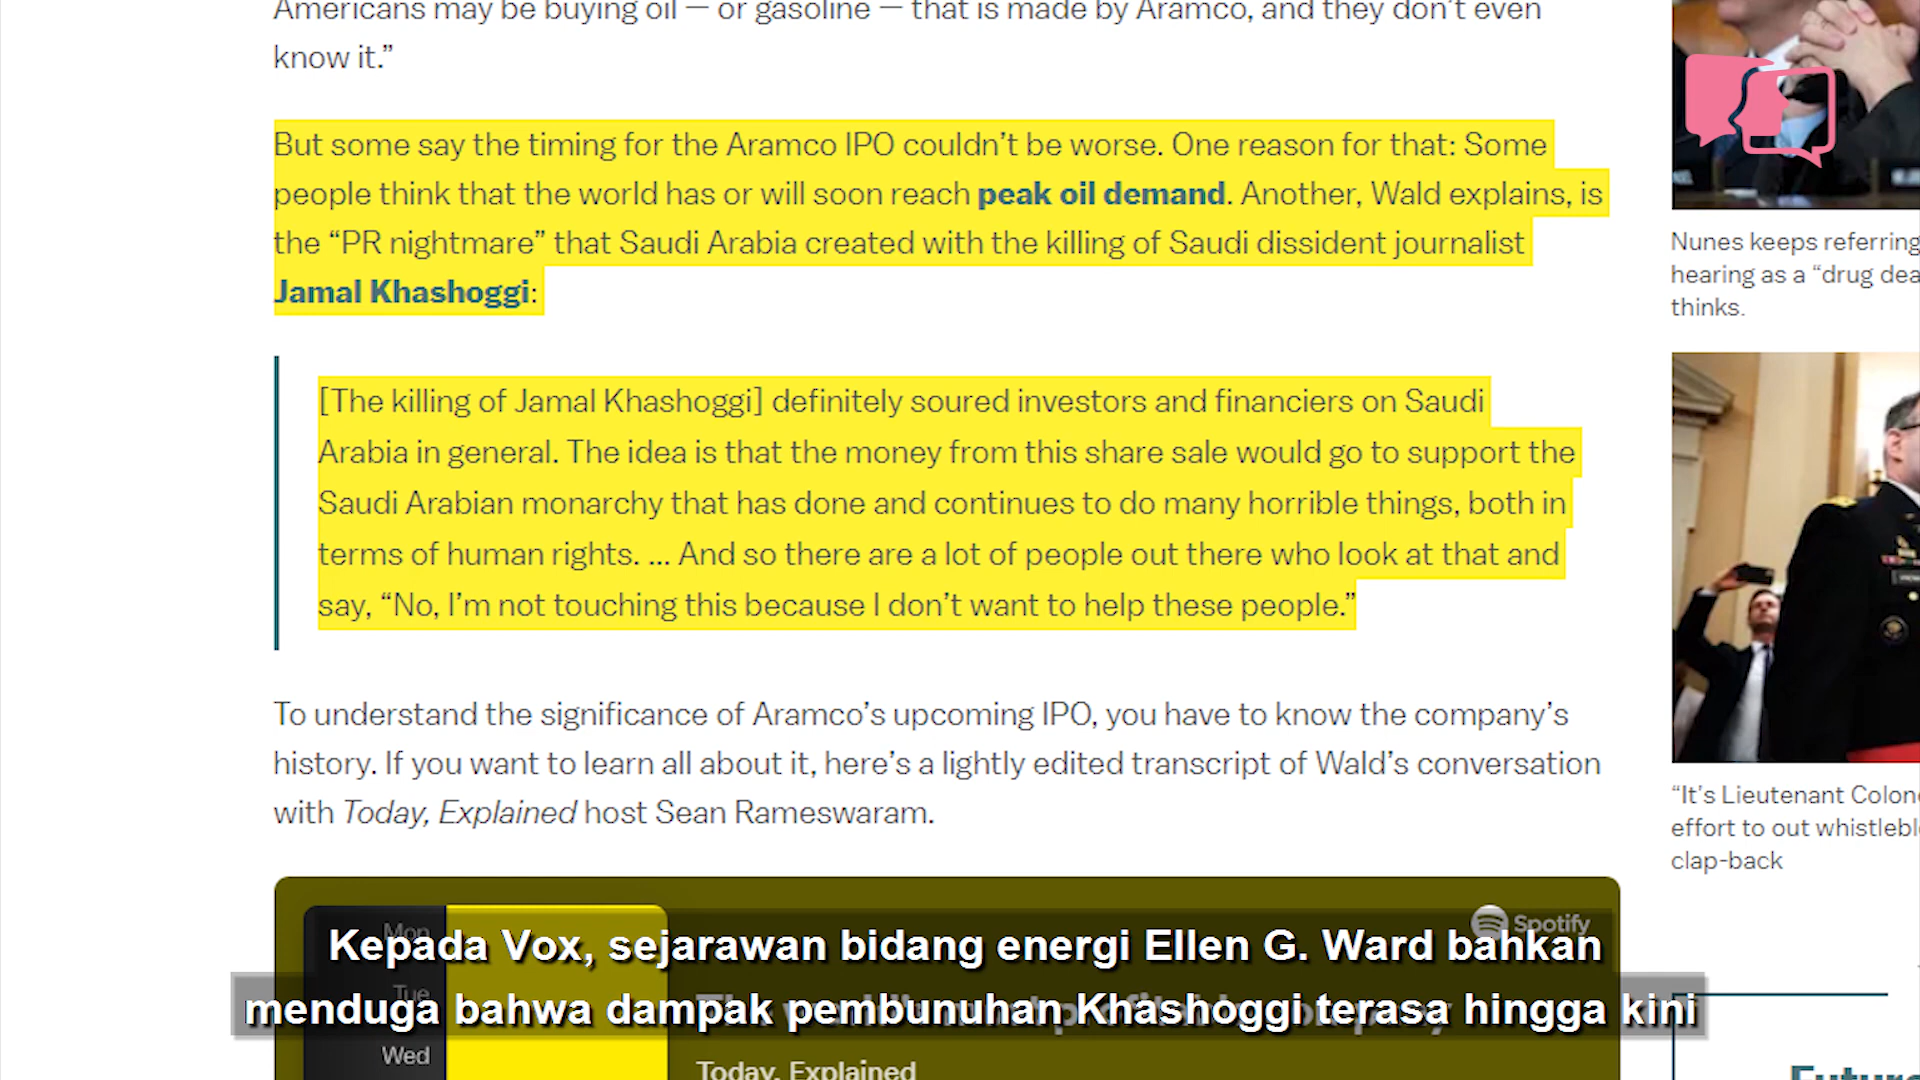 Americans may be buying oil — or gasoline — that is made by Aramco, and they don’t even
know it.”
But some say the timing for the Aramco IPO couldn’t be worse. One reason for that: Some
people think that the world has or will soon reach peak oil demand. Another, Wald explains, is
the “PR nightmare” that Saudi Arabia created with the killing of Saudi dissident journalist
Jamal Khashoggi:
[The killing of Jamal Khashoggi] definitely soured investors and financiers on Saudi
Arabia in general. The idea is that the money from this share sale would go to support the
Saudi Arabian monarchy that has done and continues to do many horrible things, both in
terms of human rights. ... And so there are a lot of people out there who look at that and
say, “No, I’m not touching this because I don’t want to help these people.”
To understand the significance of Aramco’s upcoming IPO, you have to know the company’s
history. If you want to learn all about it, here’s a lightly edited transcript of Wald’s conversation
with Today, Explained host Sean Rameswaram.
Nunes keeps referring
hearing as a “drug dea
thinks.
“It’s Lieutenant Colone
effort to out whistlebl
clap-back
Spotify
Mon
Tue
Wed
Today, Explained
Kepada Vox, sejarawan bidang energi Ellen G. Ward bahkan
menduga bahwa dampak pembunuhan Khashoggi terasa hingga kini
Future